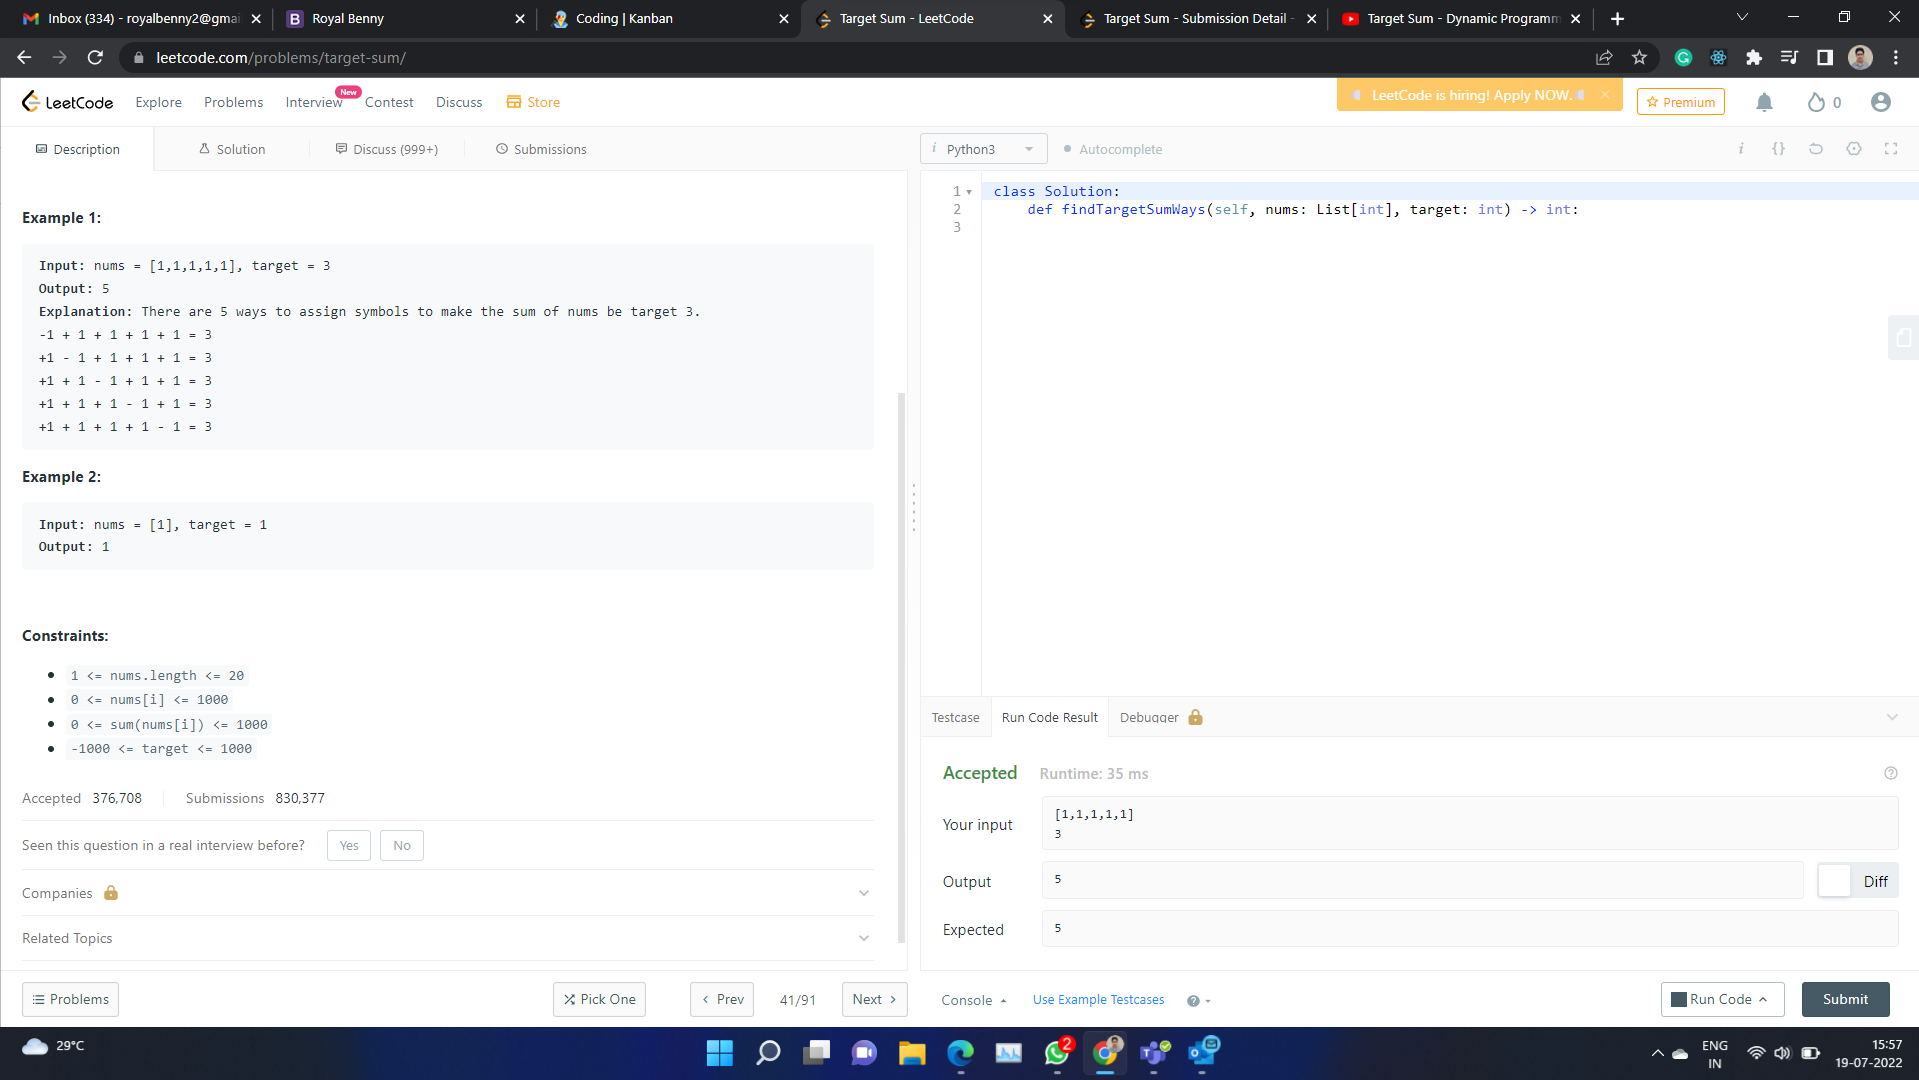 Inbox (334) - royalbenny2@gmai
Royal Benny
Coding | Kanban
Target Sum - LeetCode
Target Sum - Submission Detail -
Target Sum - Dynamic Programm
leetcode.com/problems/target-sum/
LeetCode
Explore
Problems
Interview
New
Contest
Discuss
Store
LeetCode is hiring! Apply NOW.
Premium
0
Description
Solution
Discuss (999+)
Submissions
Example 1:
Input: nums = [1,1,1,1,1], target = 3
Output: 5
Explanation: There are 5 ways to assign symbols to make the sum of nums be target 3.
-1 + 1 + 1 + 1 + 1 = 3
+1 - 1 + 1 + 1 + 1 = 3
+1 + 1 - 1 + 1 + 1 = 3
+1 + 1 + 1 - 1 + 1 = 3
+1 + 1 + 1 + 1 - 1 = 3
Example 2:
Input: nums = [1], target = 1
Output: 1
Constraints:
1 <= nums.length <= 20
0 <= nums[i] <= 1000
0 <= sum(nums[i]) <= 1000
-1000 <= target <= 1000
Accepted 376,708
Submissions 830,377
Seen this question in a real interview before?
Yes
No
Companies
Related Topics
Problems
Pick One
Prev
41/91
Next
i Python3
Autocomplete
i {}
1 class Solution:
2 def findTargetSumWays(self, nums: List[int], target: int) -> int:
3
Testcase
Run Code Result
Debugger
Accepted
Runtime: 35 ms
Your input
[1,1,1,1,1]
3
Output
5
Diff
Expected
5
Console
Use Example Testcases
Run Code
Submit
29°C
2
ENG
IN
15:57
19-07-2022